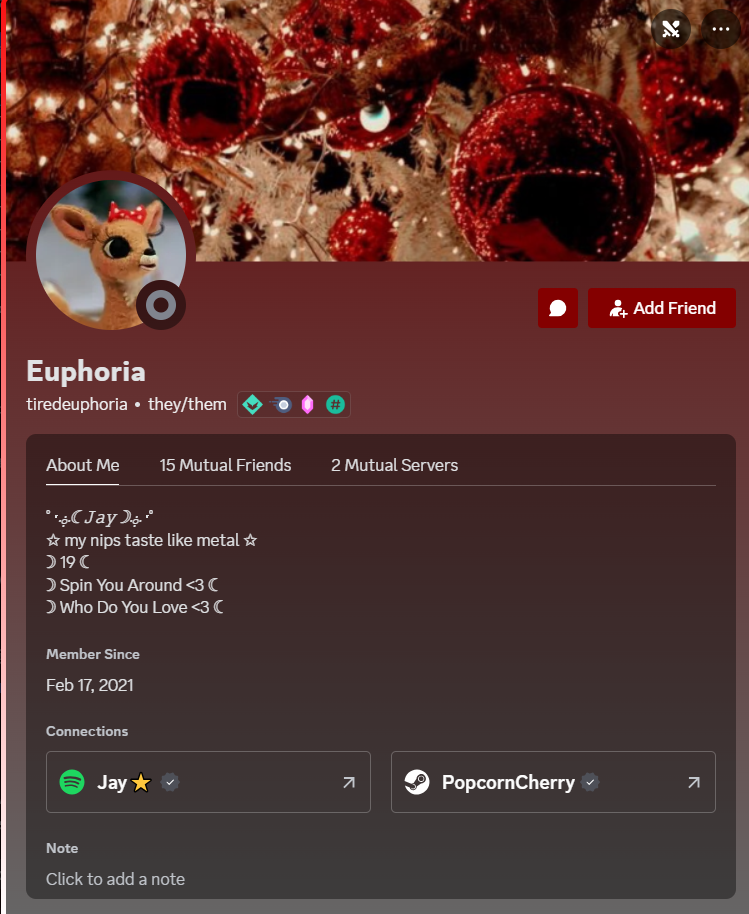 Add Friend
Euphoria
tiredeuphoria • they/them
#
About Me 15 Mutual Friends 2 Mutual Servers
˚‧₊☾𝘑𝘢𝘺☽₊‧˚
☆ my nips taste like metal ☆
☽ 19 ☾
☽ Spin You Around <3 ☾
☽ Who Do You Love <3 ☾
Member Since
Feb 17, 2021
Connections
Jay⭐ PopcornCherry
Note
Click to add a note